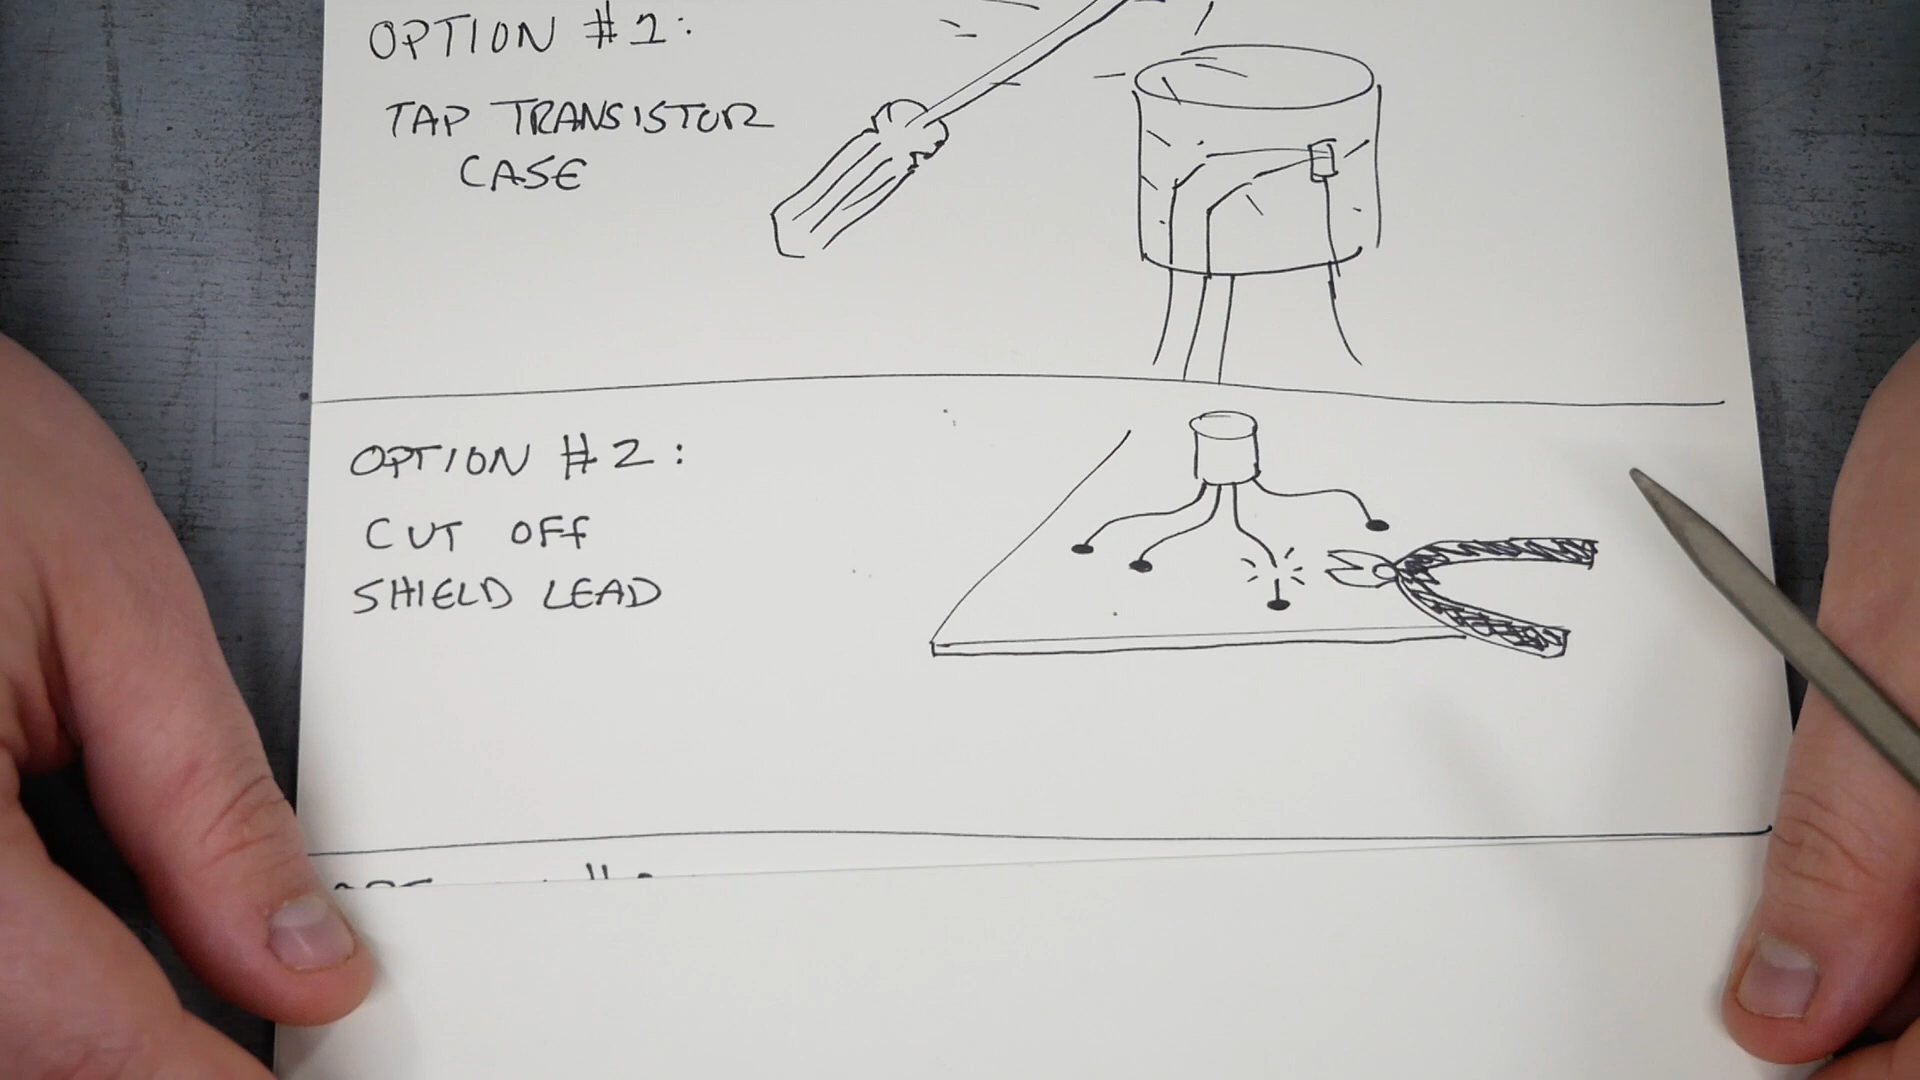 OPTION #1:
TAP TRANSISTOR
CASE
OPTION #2:
CUT OFF
SHIELD LEAD